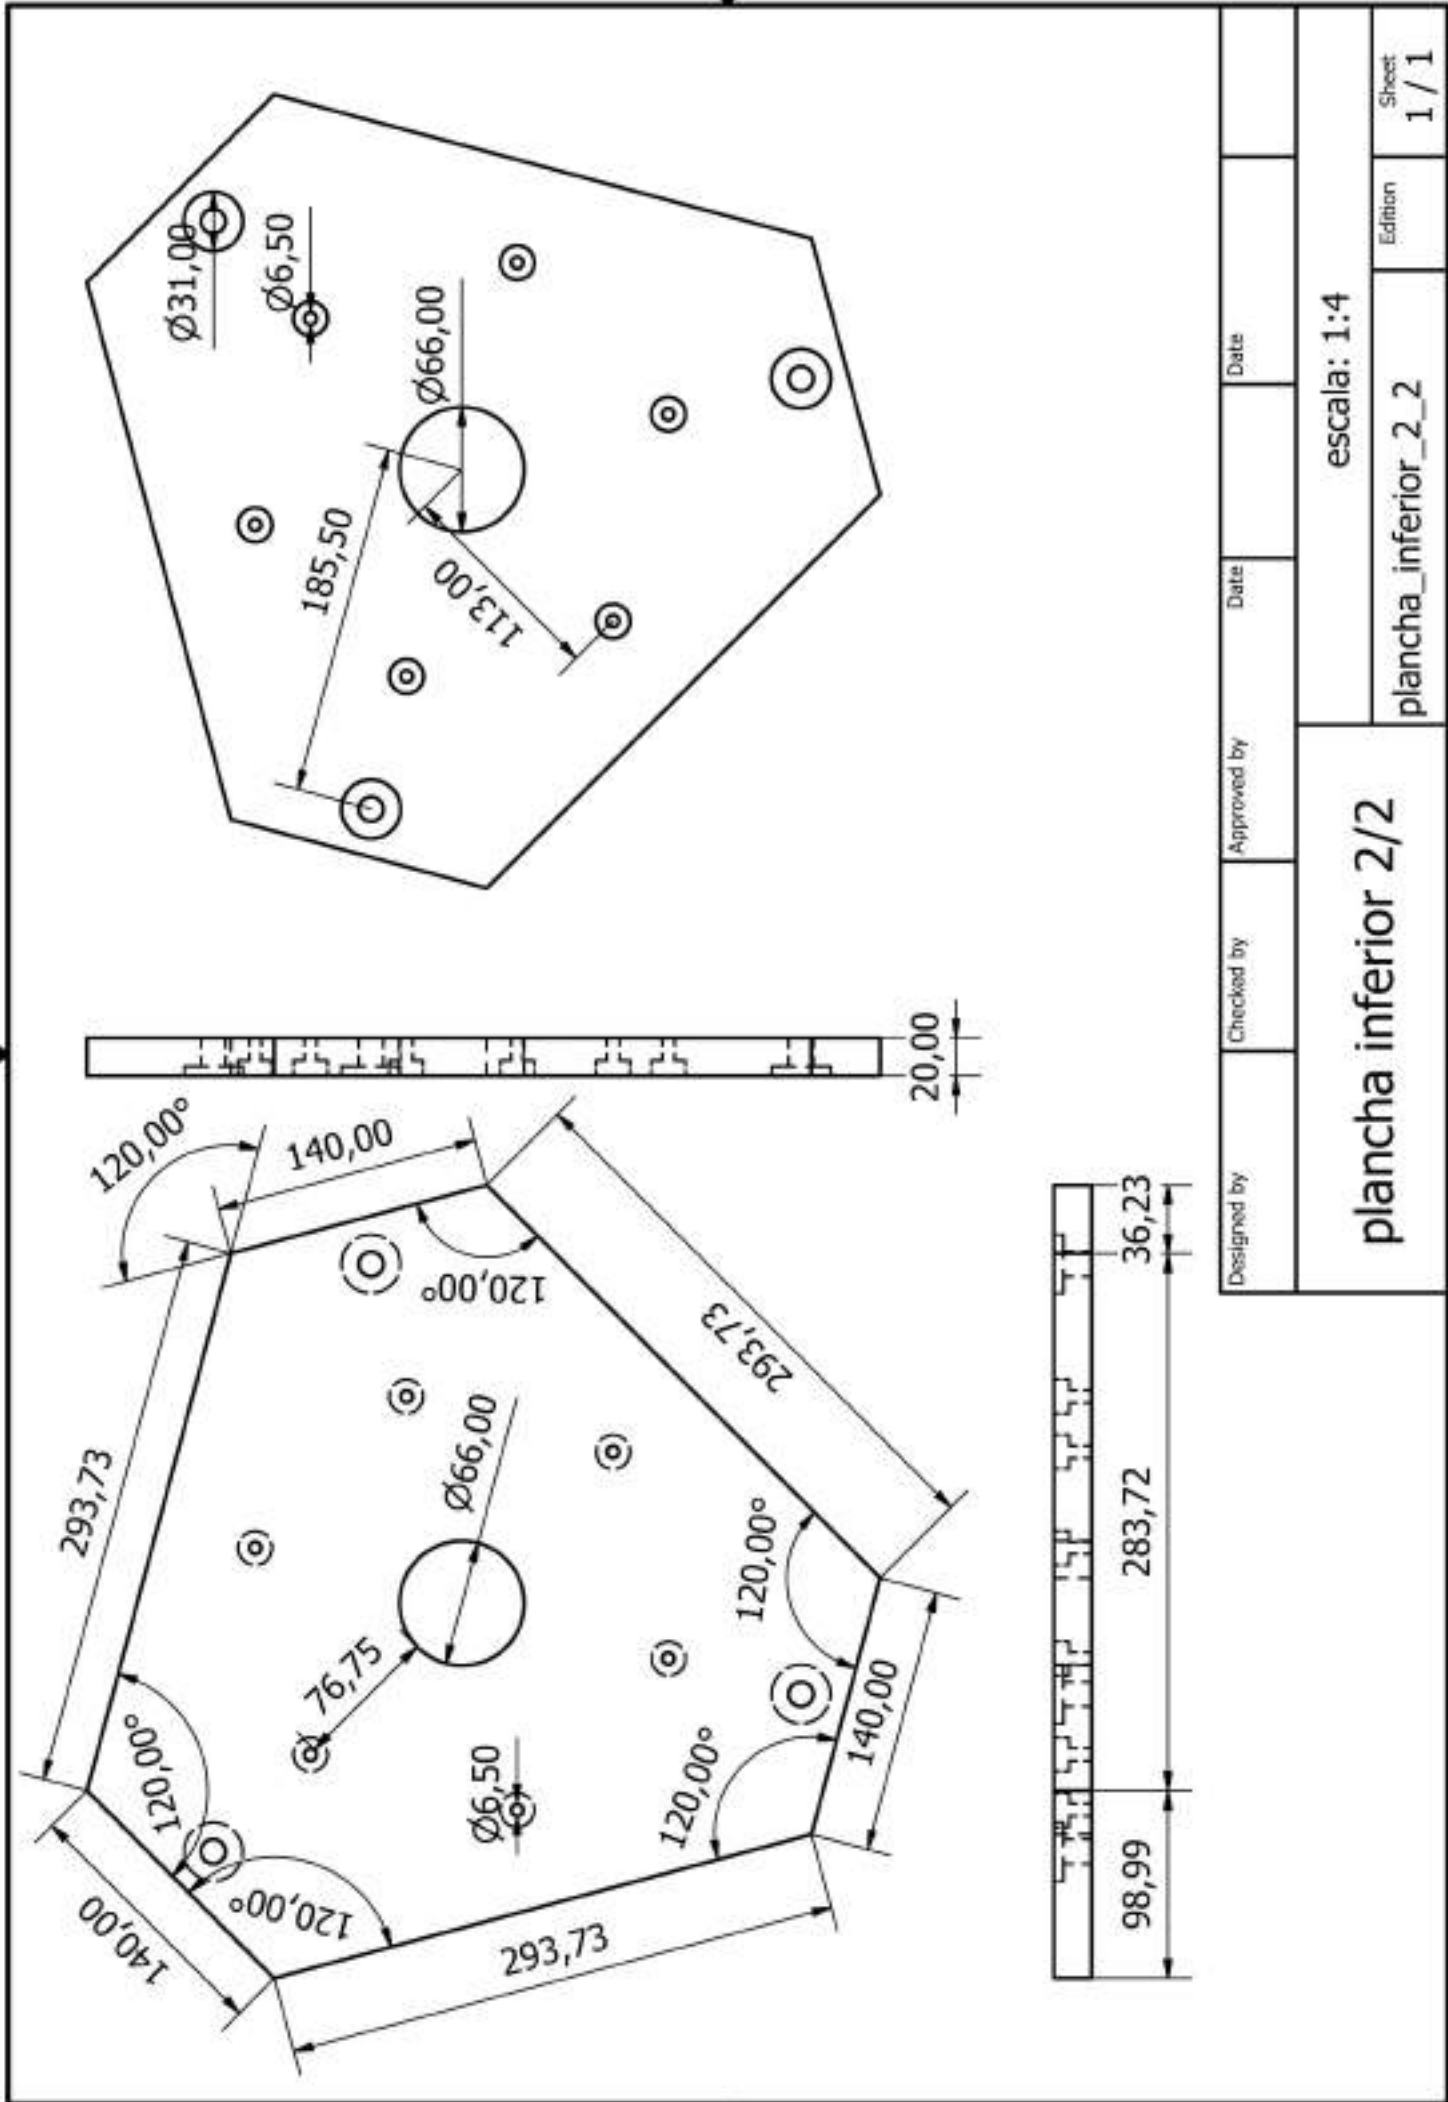 293,73
120,00°
140,00
120,00°
293,73
120,00°
140,00
120,00°
293,73
120,00°
140,00
76,75
Ø66,00
Ø6,50
20,00
185,50
113,00
Ø66,00
Ø31,00
Ø6,50
98,99
283,72
36,23
Designed by
Checked by
Approved by
Date
Date
plancha inferior 2/2
escala: 1:4
plancha_inferior_2_2
Edition
Sheet
1 / 1